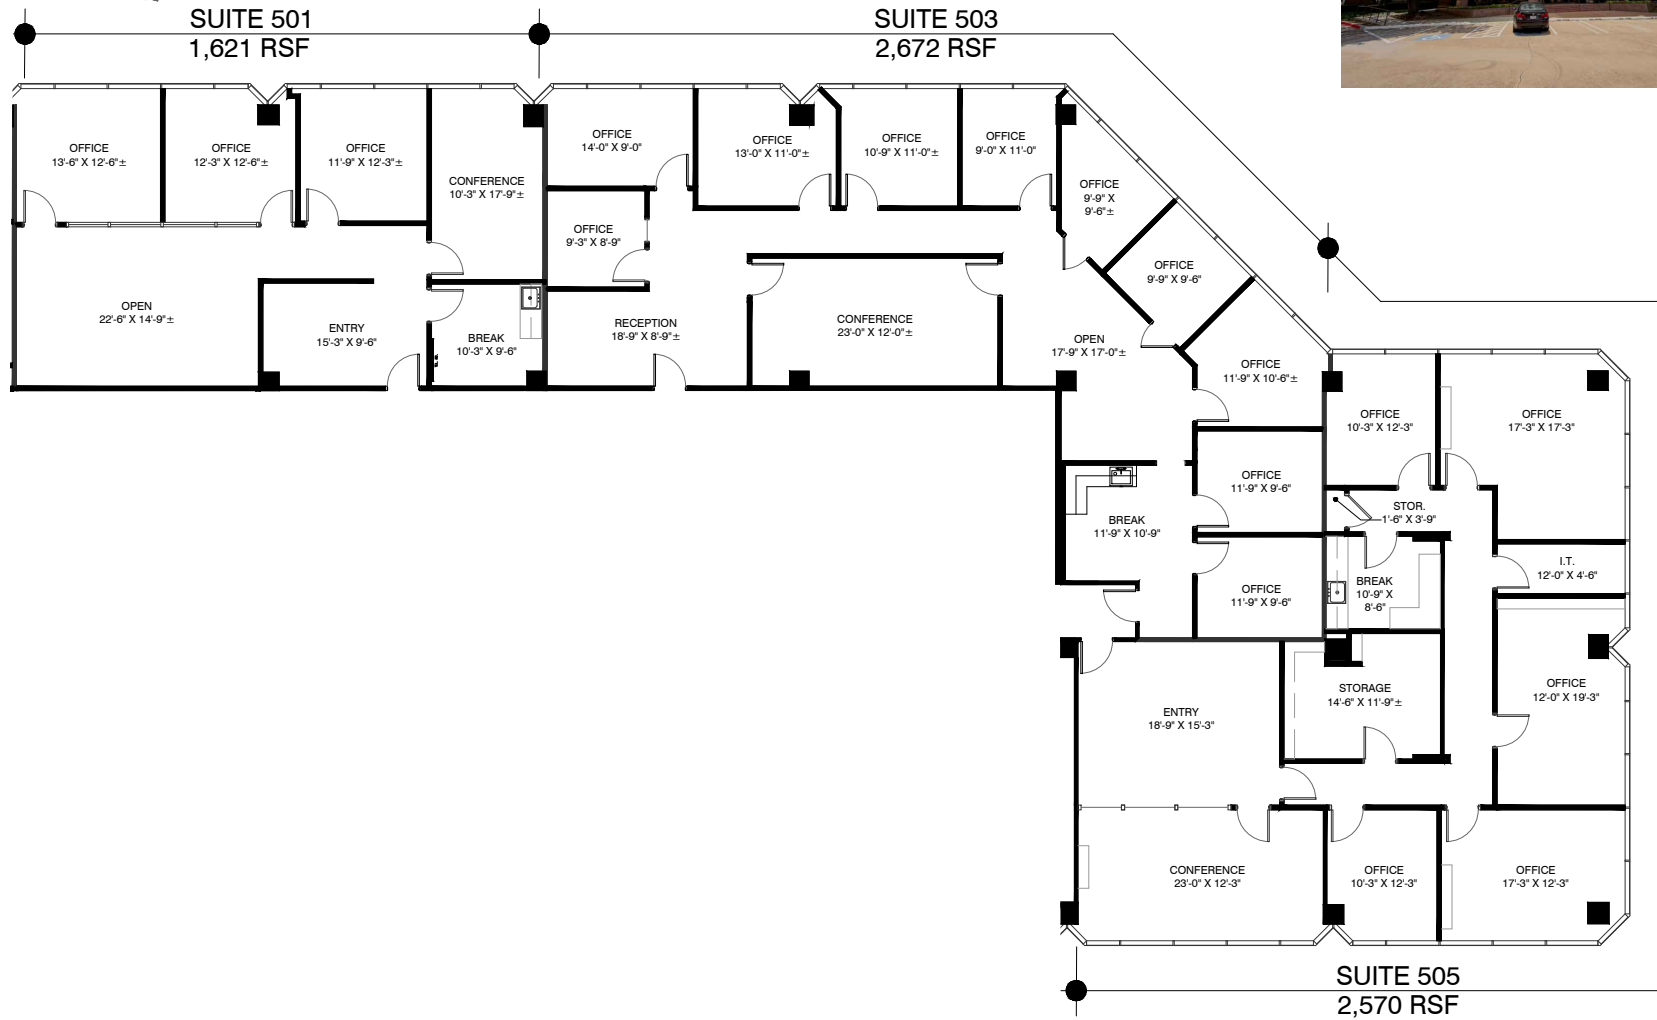 SUITE 501
1,621 RSF
SUITE 503
2,672 RSF
OFFICE
13'-6" X 12'-6"±
OFFICE
12'-3" X 12'-6"±
OFFICE
11'-9" X 12'-3"±
CONFERENCE
10'-3" X 17'-9"±
OPEN
22'-6" X 14'-9"±
ENTRY
15'-3" X 9'-6"
BREAK
10'-3" X 9'-6"
OFFICE
14'-0" X 9'-0"
OFFICE
13'-0" X 11'-0"±
OFFICE
10'-9" X 11'-0"±
OFFICE
9'-0" X 11'-0"
OFFICE
9'-9" X
9'-6"±
OFFICE
9'-3" X 8'-9"
OFFICE
9'-9" X 9'-6"
RECEPTION
18'-9" X 8'-9"±
CONFERENCE
23'-0" X 12'-0"±
OPEN
17'-9" X 17'-0"±
OFFICE
11'-9" X 10'-6"±
OFFICE
11'-9" X 9'-6"
BREAK
11'-9" X 10'-9"
OFFICE
11'-9" X 9'-6"
OFFICE
10'-3" X 12'-3"
OFFICE
17'-3" X 17'-3"
STOR.
1'-6" X 3'-9"
I.T.
12'-0" X 4'-6"
BREAK
10'-9" X
8'-6"
STORAGE
14'-6" X 11'-9"±
OFFICE
12'-0" X 19'-3"
ENTRY
18'-9" X 15'-3"
CONFERENCE
23'-0" X 12'-3"
OFFICE
10'-3" X 12'-3"
OFFICE
17'-3" X 12'-3"
SUITE 505
2,570 RSF